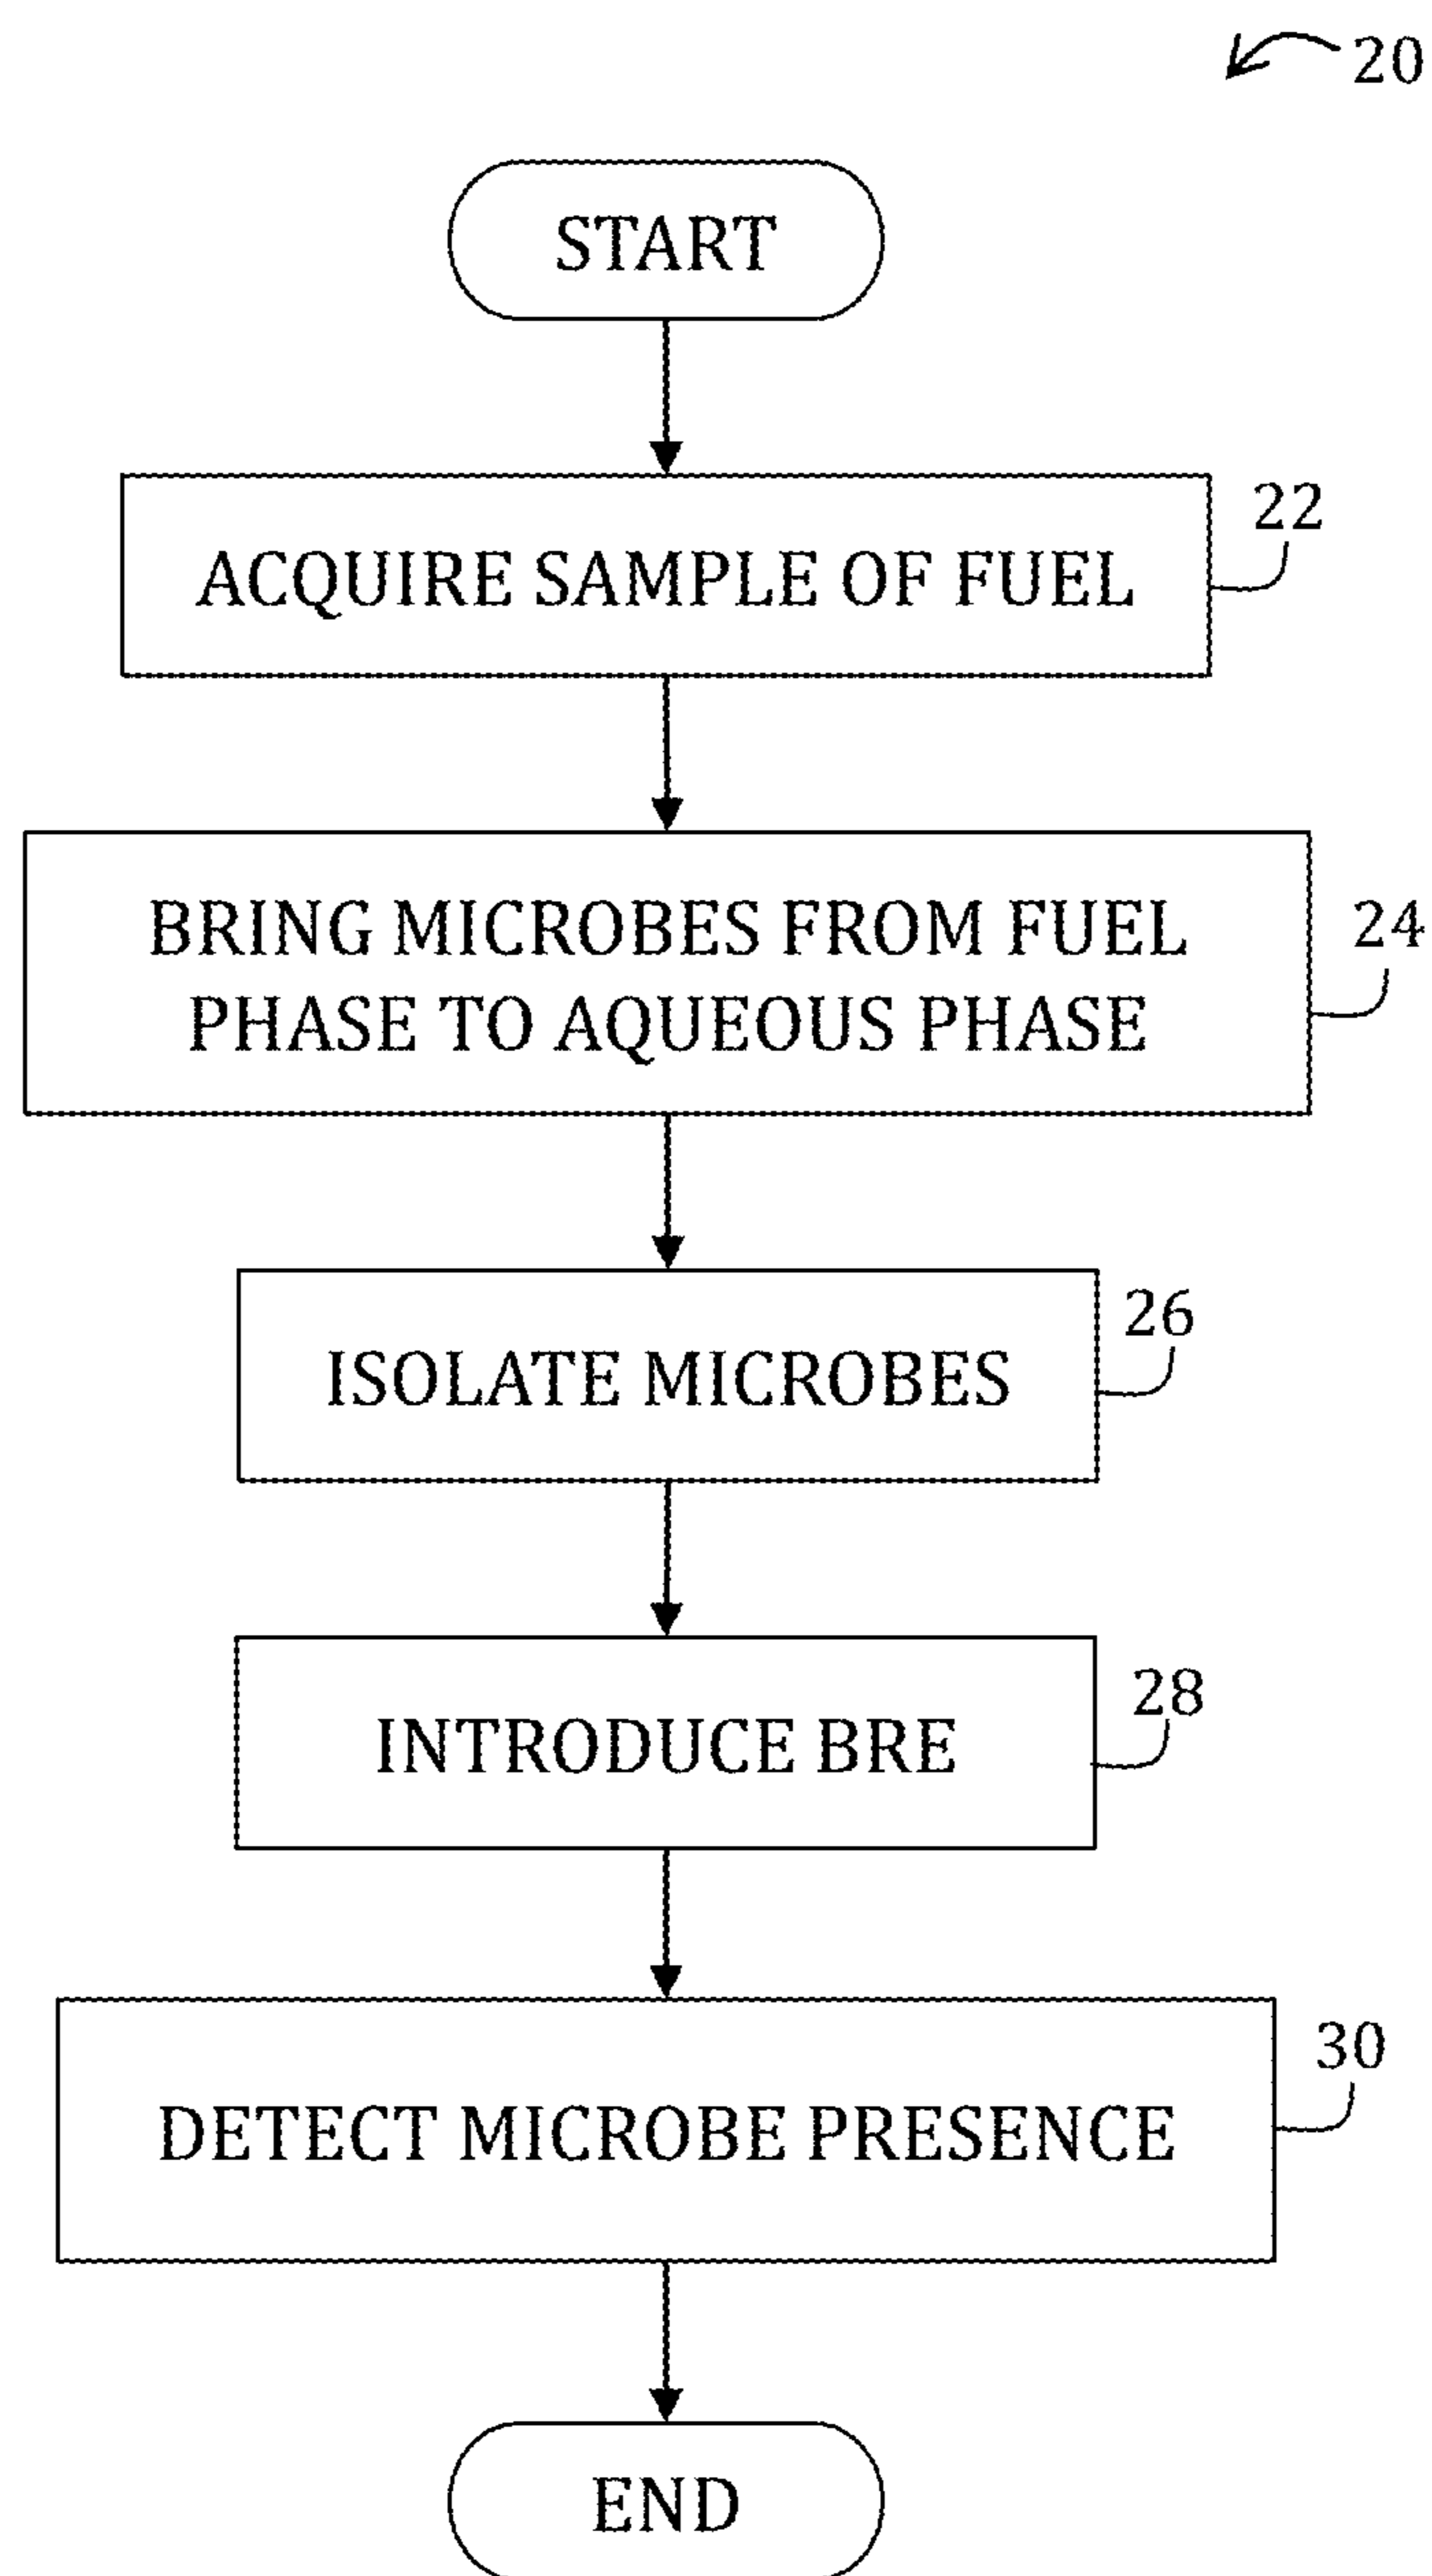 20
START
22
ACQUIRE SAMPLE OF FUEL
24
BRING MICROBES FROM FUEL
PHASE TO AQUEOUS PHASE
26
ISOLATE MICROBES
28
INTRODUCE BRE
30
DETECT MICROBE PRESENCE
END